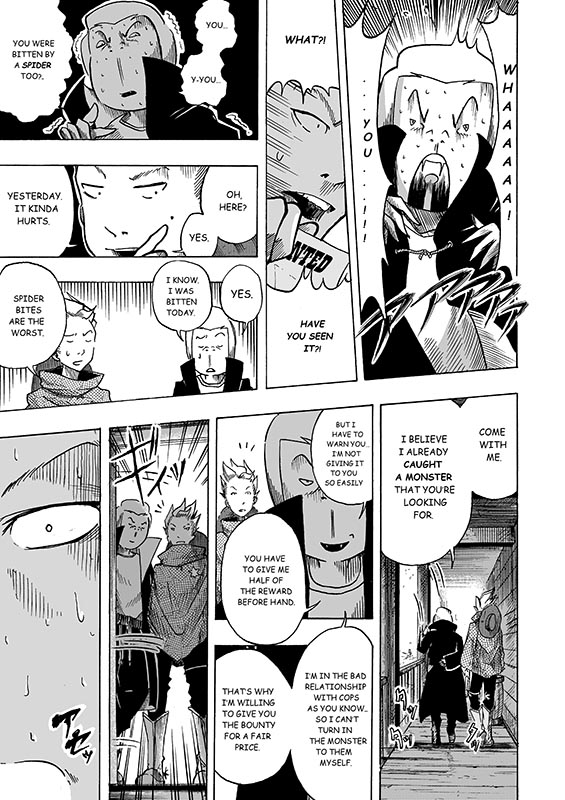 WHAAAAAA!
....YOU....!!!
WHAT?!
NTED
HAVE
YOU SEEN
IT?!
YOU...
Y-YOU...
YOU WERE
BITTEN BY
A SPIDER
TOO?,
OH,
HERE?
YES.
YESTERDAY.
IT KINDA
HURTS.
YES.
I KNOW.
I WAS
BITTEN
TODAY.
SPIDER
BITES
ARE THE
WORST.
COME
WITH
ME.
I BELIEVE
I ALREADY
CAUGHT
A MONSTER
THAT YOU'RE
LOOKING
FOR.
BUT I
HAVE TO
WARN YOU...
I'M NOT
GIVING IT
TO YOU
SO EASILY
YOU HAVE
TO GIVE ME
HALF OF
THE REWARD
BEFORE HAND.
I'M IN THE BAD
RELATIONSHIP
WITH COPS
AS YOU KNOW...
SO I CAN'T
TURN IN
THE MONSTER
TO THEM
MYSELF.
THAT'S WHY
I'M WILLING
TO GIVE YOU
THE BOUNTY
FOR A FAIR
PRICE.